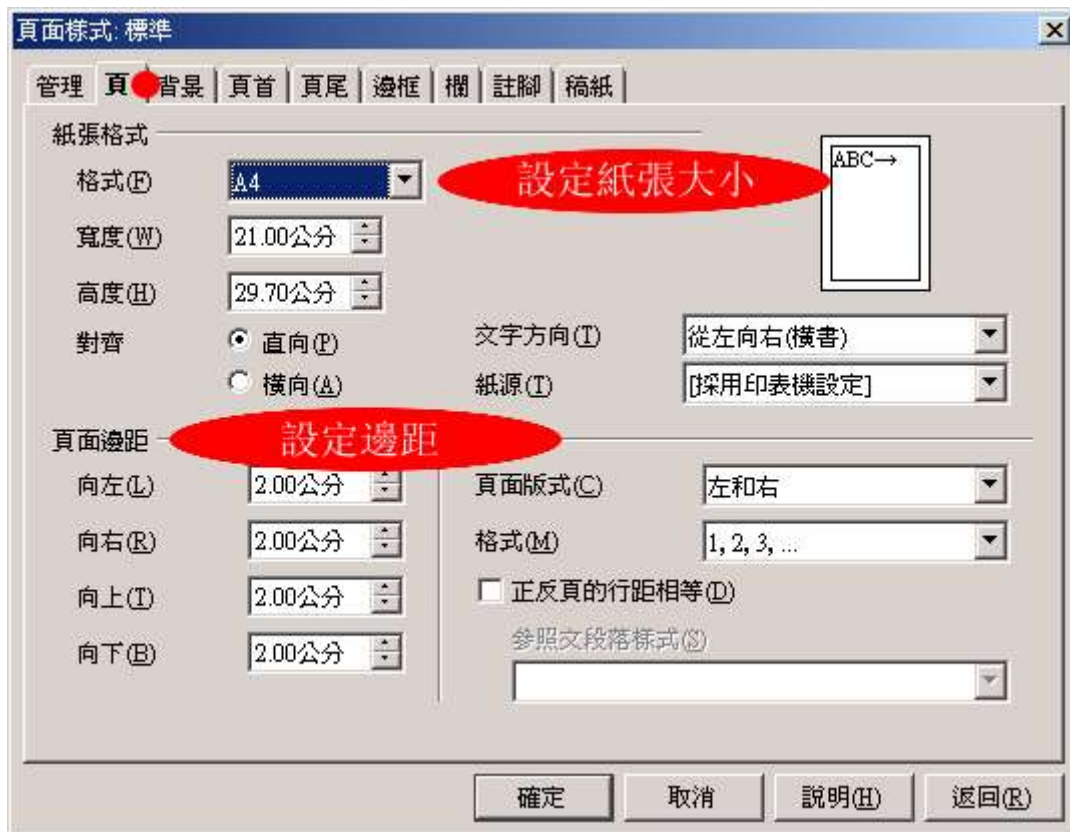 頁面樣式: 標準
管理 頁 背景 頁首 頁尾 邊框 欄 註腳 稿紙
紙張格式
ABC→
格式(F) A4 設定紙張大小
寬度(W) 21.00公分
高度(H) 29.70公分
對齊 直向(P) 文字方向(T) 從左向右(橫書)
橫向(A) 紙源(T) [採用印表機設定]
頁面邊距 設定邊距
向左(L) 2.00公分 頁面版式(C) 左和右
向右(R) 2.00公分 格式(M) 1, 2, 3, ...
向上(T) 2.00公分 正反頁的行距相等(D)
參照文段落樣式(S)
向下(B) 2.00公分
確定 取消 說明(H) 返回(R)